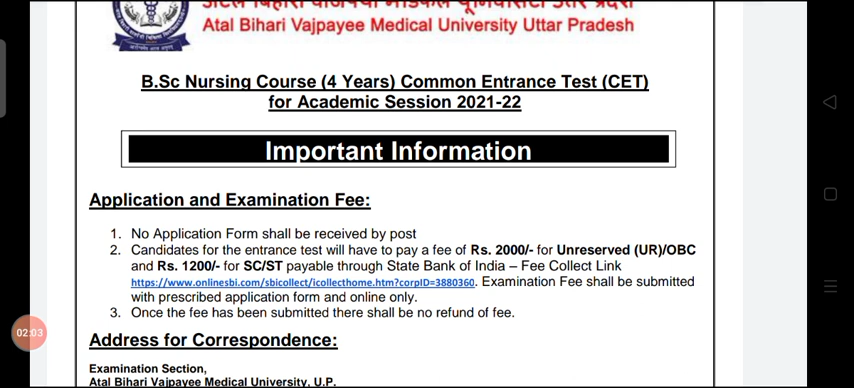 Atal Bihari Vajpayee Medical University Uttar Pradesh
B.Sc Nursing Course (4 Years) Common Entrance Test (CET)
for Academic Session 2021-22
Important Information
Application and Examination Fee:
1. No Application Form shall be received by post
2. Candidates for the entrance test will have to pay a fee of Rs. 2000/- for Unreserved (UR)/OBC
and Rs. 1200/- for SC/ST payable through State Bank of India – Fee Collect Link
https://www.onlinesbi.com/sbicollect/icollecthome.htm?corpID=3880360. Examination Fee shall be submitted
with prescribed application form and online only.
3. Once the fee has been submitted there shall be no refund of fee.
02:03
Address for Correspondence:
Examination Section,
Atal Bihari Vajpayee Medical University, U.P.